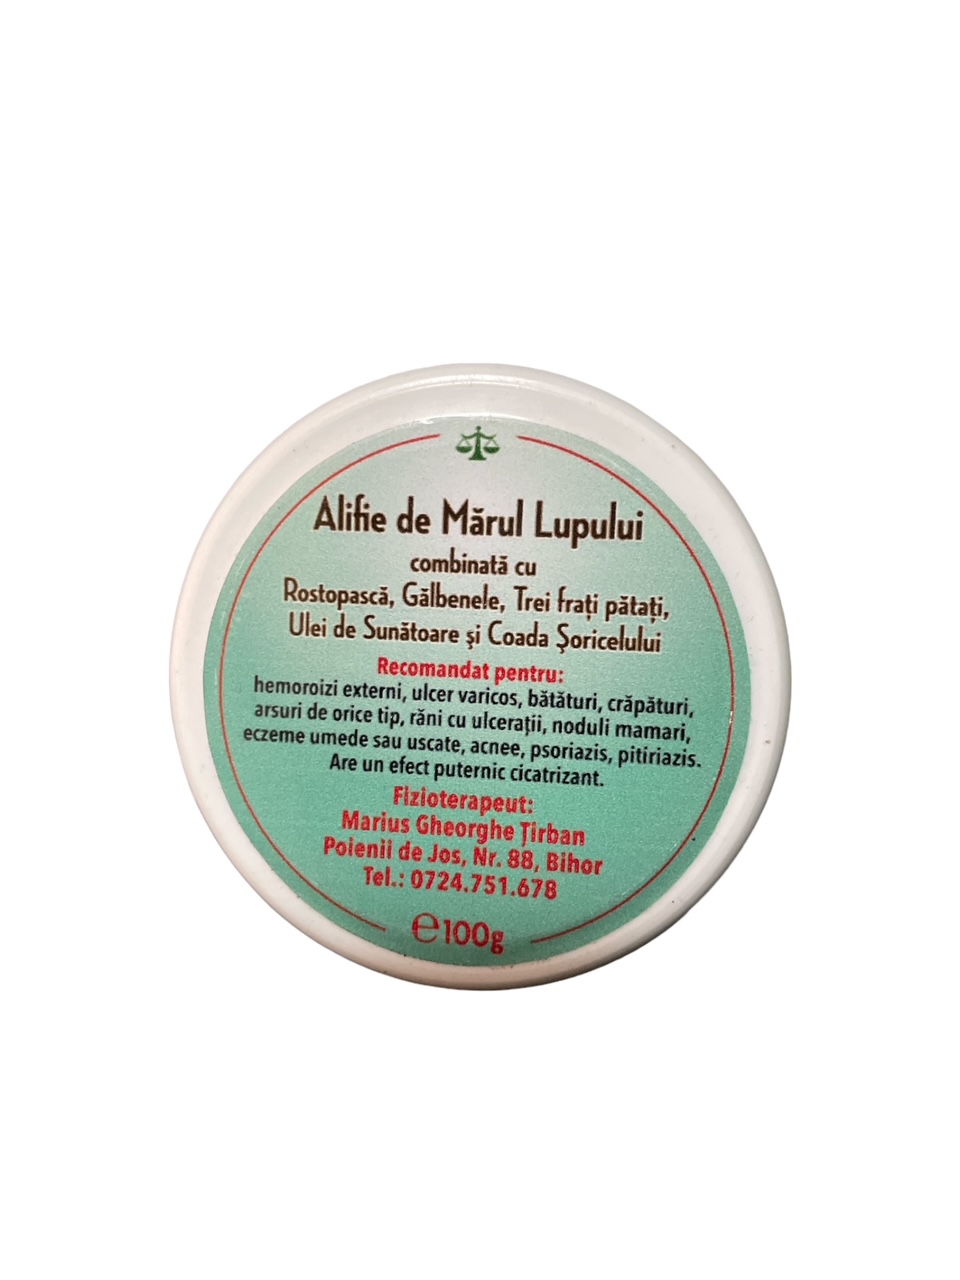 Alifie de Mărul Lupului
combinată cu
Rostopască, Gălbenele, Trei frați pătați,
Ulei de Sunătoare și Coada Șoricelului
Recomandat pentru:
hemoroizi externi, ulcer varicos, bătături, crăpături,
arsuri de orice tip, răni cu ulcerații, noduli mamari,
eczeme umede sau uscate, acnee, psoriazis, pitiriazis.
Are un efect puternic cicatrizant.
Fizioterapeut:
Marius Gheorghe Țirban
Poienii de Jos, Nr. 88, Bihor
Tel.: 0724.751.678
℮100g